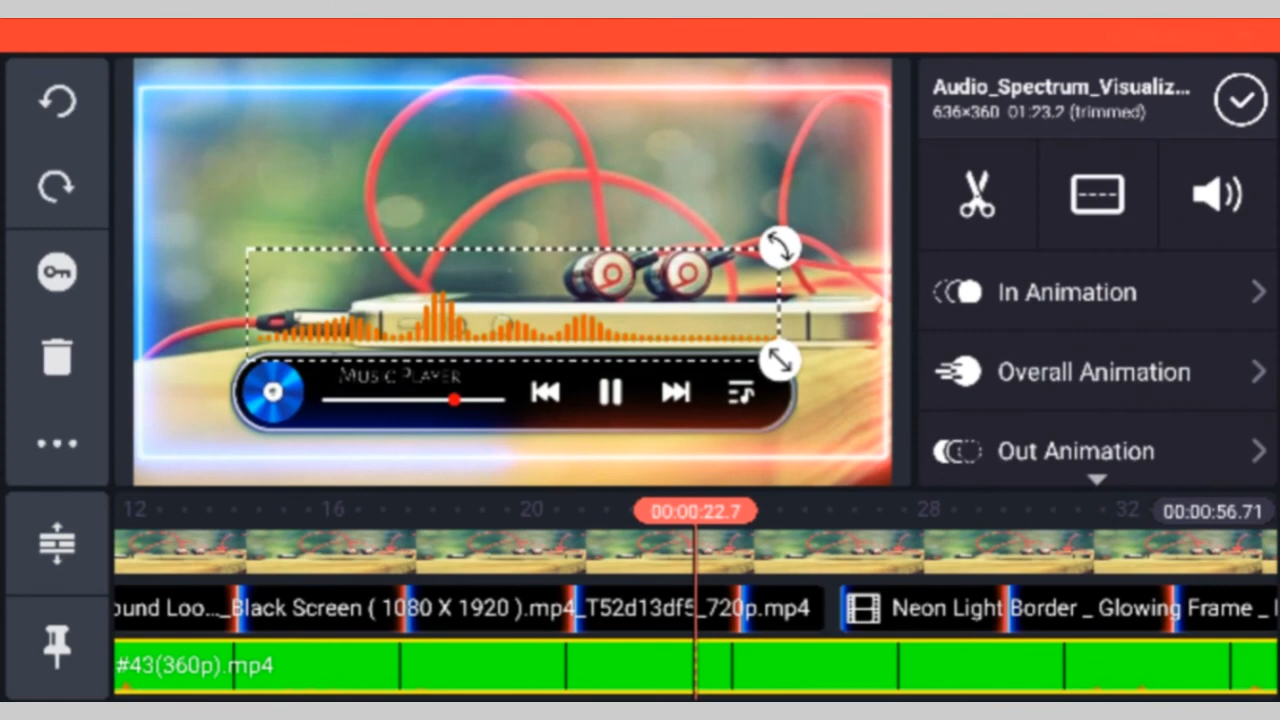 Audio_Spectrum_Visualiz...
636×360 01:23.2 (trimmed)
In Animation
Overall Animation
Out Animation
MUSIC PLAYER
12 16 20 00:00:22.7 28 32 00:00:56.71
ound Loo..._Black Screen ( 1080 X 1920 ).mp4_T52d13df5_720p.mp4
Neon Light Border _ Glowing Frame _
#43(360p).mp4